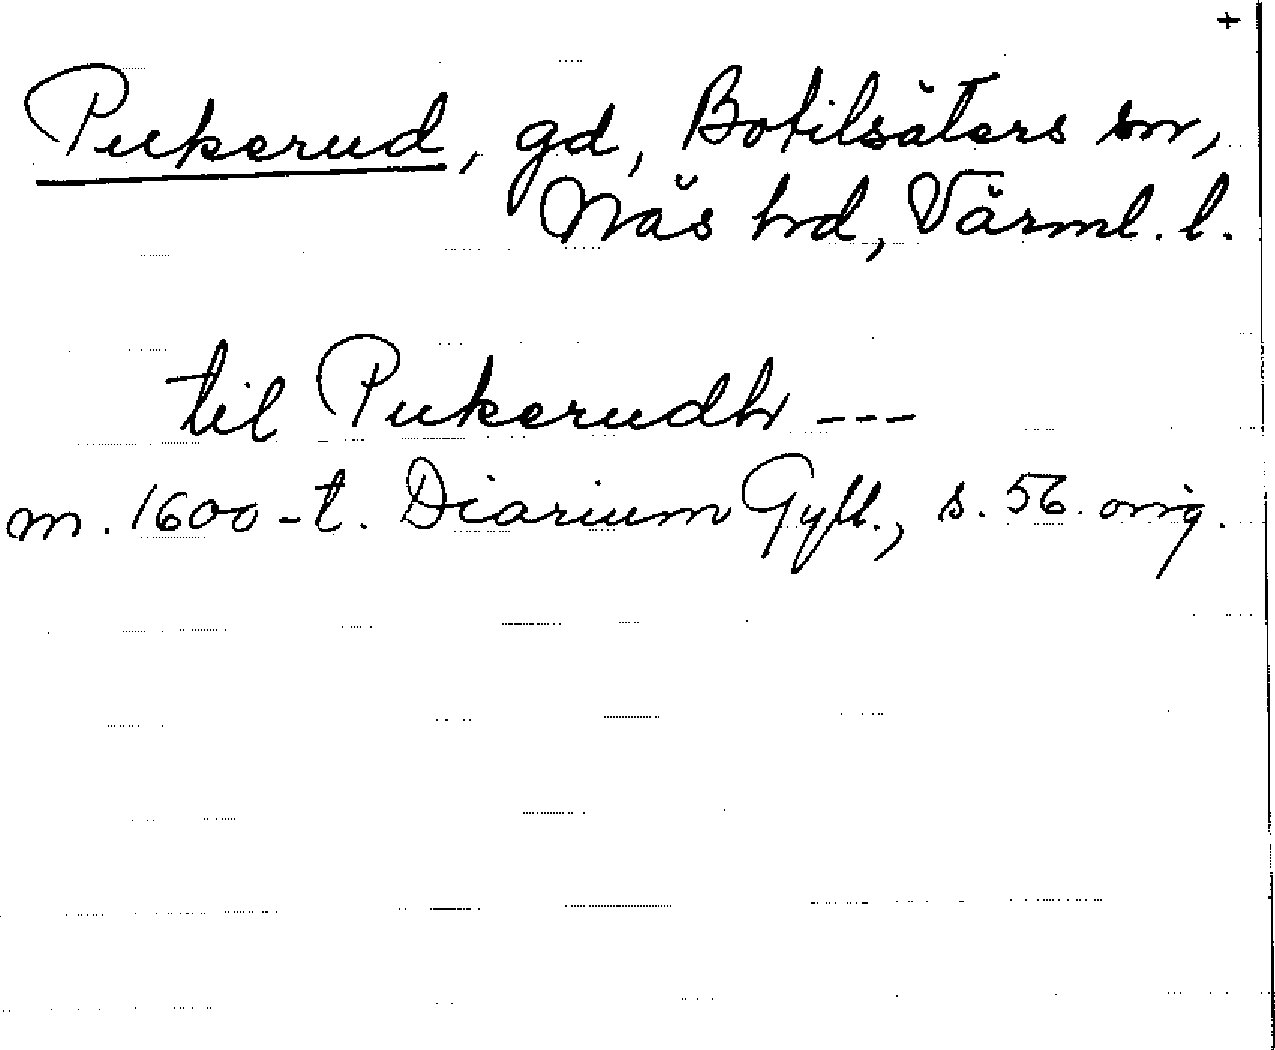 +
Pukerud, gd, Botilsäters sn,
Näs hd, Värml. l.
til Pukerudh ---
m. 1600-t. Diarium Gyll., s. 56. orig.